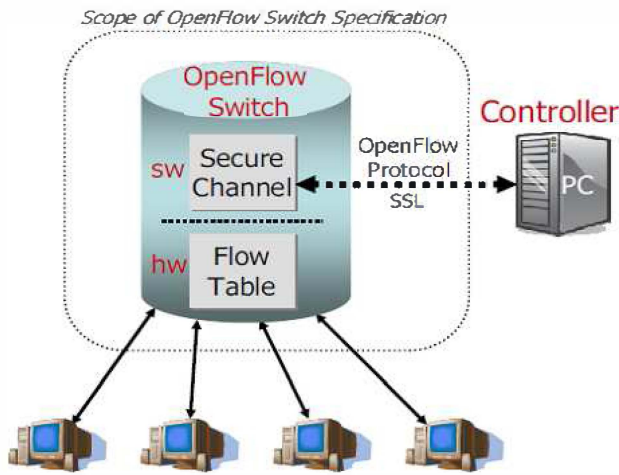 Scope of OpenFlow Switch Specification
OpenFlow
Switch
Controller
sw
Secure
Channel
OpenFlow
Protocol
SSL
PC
hw
Flow
Table